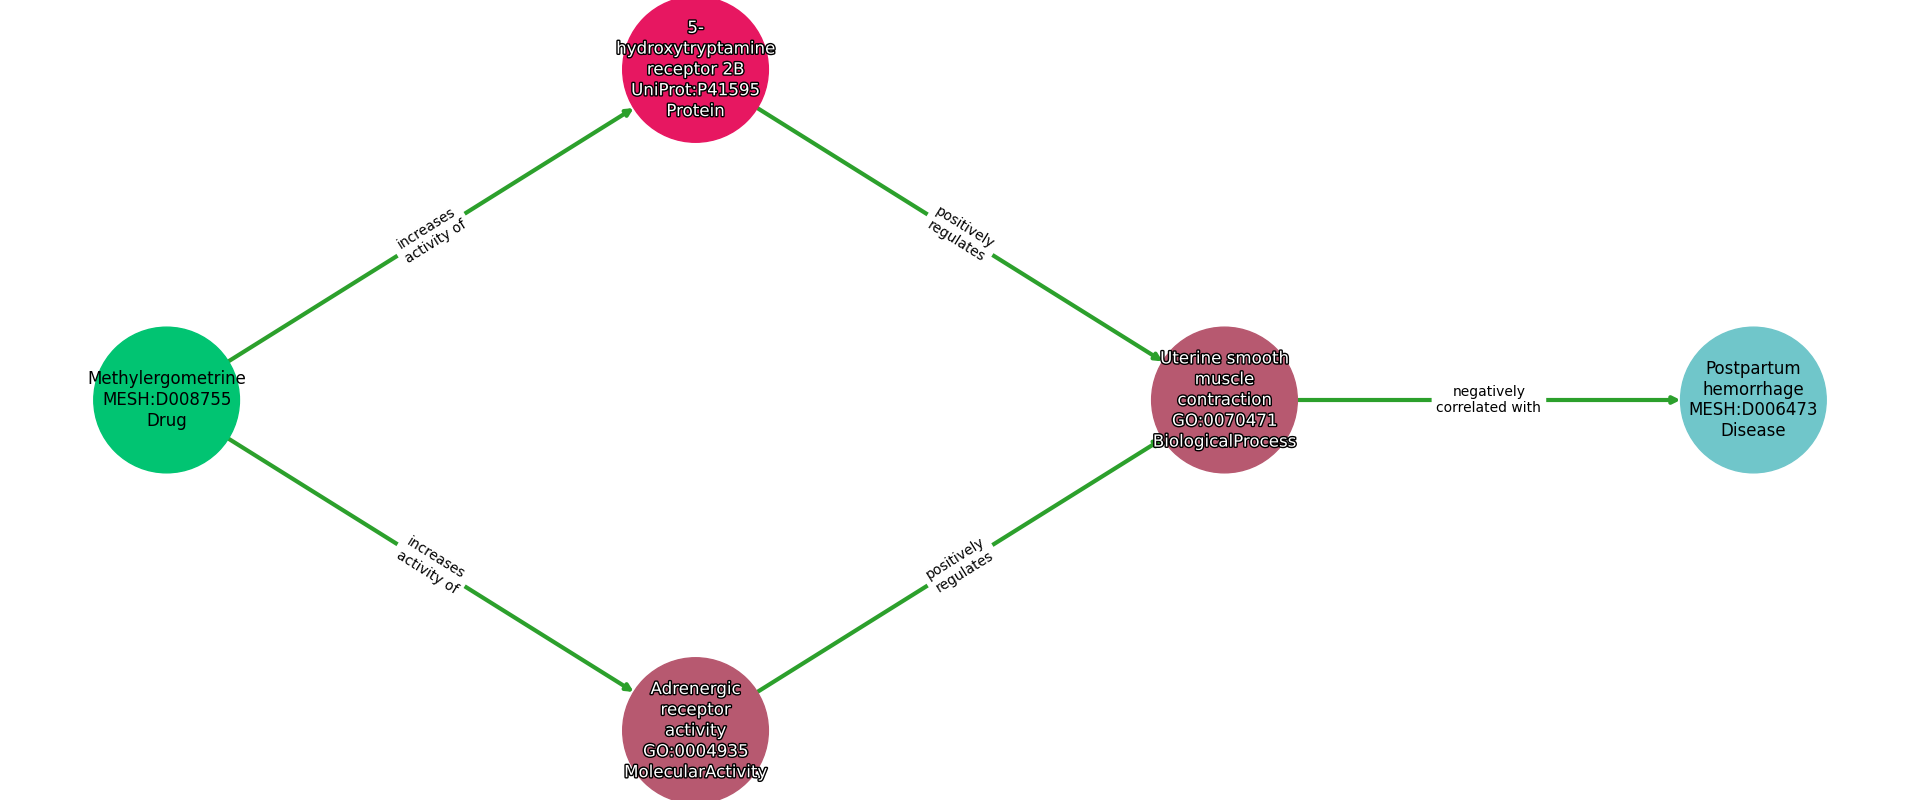 5-
hydroxytryptamine
receptor 2B
UniProt:P41595
Protein
increases
activity of
positively
regulates
Methylergometrine
MESH:D008755
Drug
Uterine smooth
muscle
contraction
GO:0070471
BiologicalProcess
negatively
correlated with
Postpartum
hemorrhage
MESH:D006473
Disease
increases
activity of
positively
regulates
Adrenergic
receptor
activity
GO:0004935
MolecularActivity